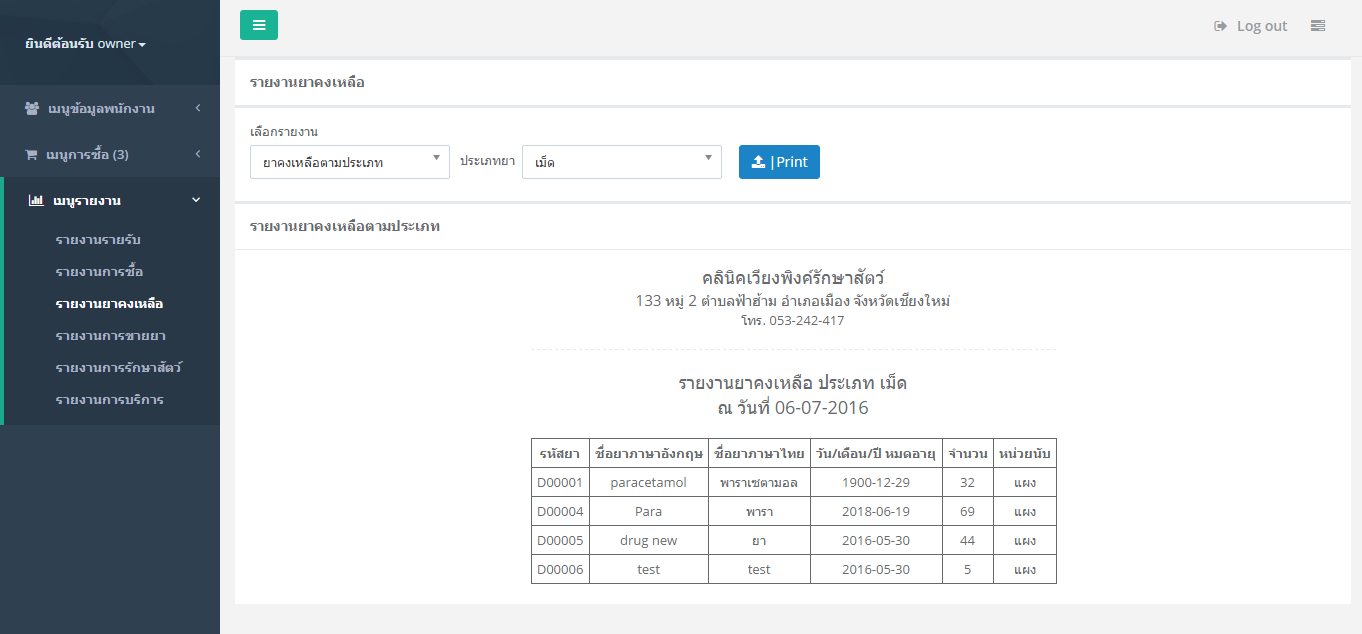 ยินดีต้อนรับ owner
เมนูข้อมูลพนักงาน
เมนูการซื้อ (3)
เมนูรายงาน
รายงานรายรับ
รายงานการซื้อ
รายงานยาคงเหลือ
รายงานการขายยา
รายงานการรักษาสัตว์
รายงานการบริการ
Log out
รายงานยาคงเหลือ
เลือกรายงาน
ยาคงเหลือตามประเภท ประเภทยา เม็ด |Print
รายงานยาคงเหลือตามประเภท
คลินิคเวียงพิงค์รักษาสัตว์
133 หมู่ 2 ตำบลฟ้าฮ้าม อำเภอเมือง จังหวัดเชียงใหม่
โทร. 053-242-417
รายงานยาคงเหลือ ประเภท เม็ด
ณ วันที่ 06-07-2016
รหัสยา ชื่อยาภาษาอังกฤษ ชื่อยาภาษาไทย วัน/เดือน/ปี หมดอายุ จำนวน หน่วยนับ
D00001 paracetamol พาราเซตามอล 1900-12-29 32 แผง
D00004 Para พารา 2018-06-19 69 แผง
D00005 drug new ยา 2016-05-30 44 แผง
D00006 test test 2016-05-30 5 แผง